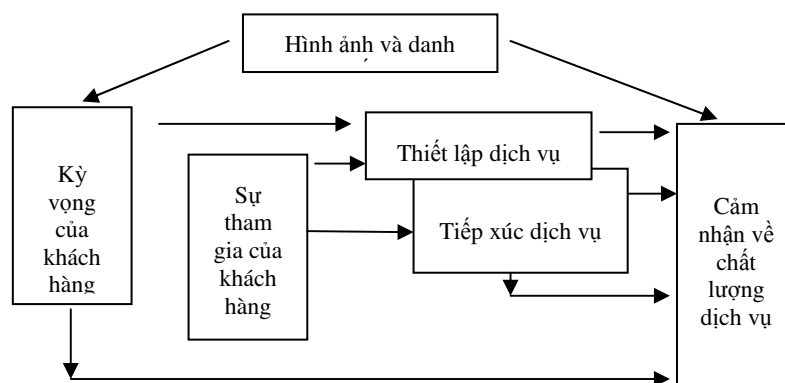 Hình ảnh và danh
Kỳ
vọng
của
khách
hàng
Sự
tham
gia của
khách
hàng
Thiết lập dịch vụ
Tiếp xúc dịch vụ
Cảm
nhận về
chất
lượng
dịch vụ